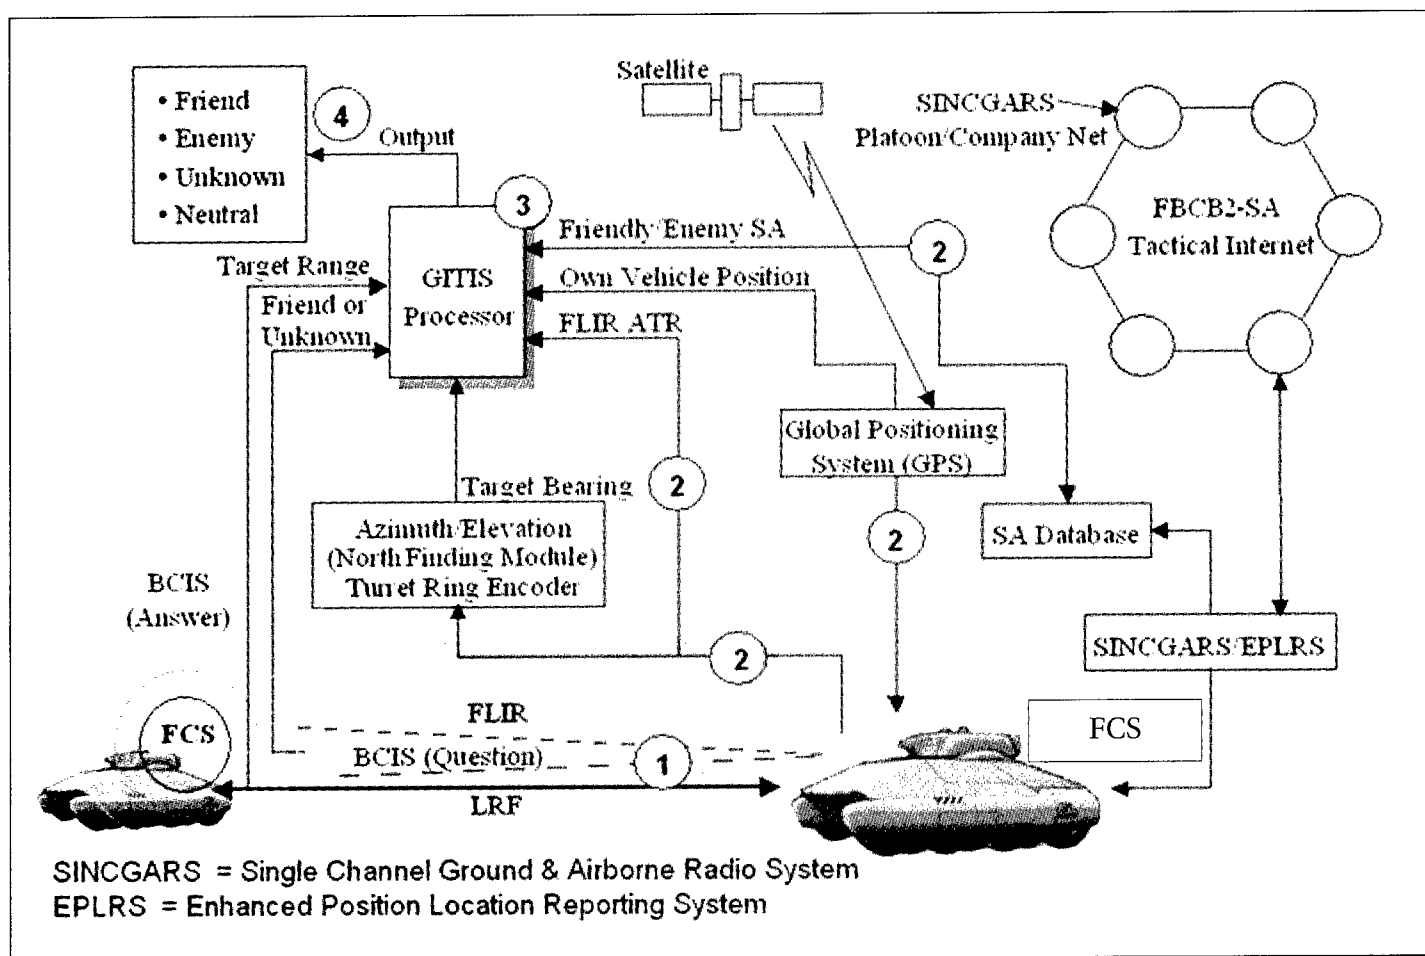 Satellite
• Friend
• Enemy
• Unknown
• Neutral
4
Output
SINCGARS
Platoon/Company Net
3
FBCB2-SA
Tactical Internet
Friendly/Enemy SA
2
Target Range
Own Vehicle Position
GITIS
Processor
Friend or
Unknown
FLIR ATR
Global Positioning
System (GPS)
Target Bearing
2
2
SA Database
Azimuth/Elevation
(North Finding Module)
Turret Ring Encoder
BCIS
(Answer)
2
SINCGARS/EPLRS
FLIR
FCS
FCS
BCIS (Question)
1
LRF
SINCGARS = Single Channel Ground & Airborne Radio System
EPLRS = Enhanced Position Location Reporting System